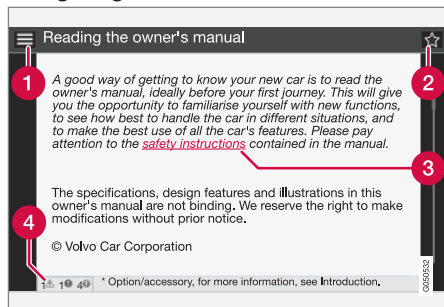 Reading the owner's manual
1
2
A good way of getting to know your new car is to read the
owner's manual, ideally before your first journey. This will give
you the opportunity to familiarise yourself with new functions,
to see how best to handle the car in different situations, and
to make the best use of all the car's features. Please pay
attention to the safety instructions contained in the manual.
3
The specifications, design features and illustrations in this
owner's manual are not binding. We reserve the right to make
modifications without prior notice.
4
© Volvo Car Corporation
1 1 4 * Option/accessory, for more information, see Introduction.
G050532